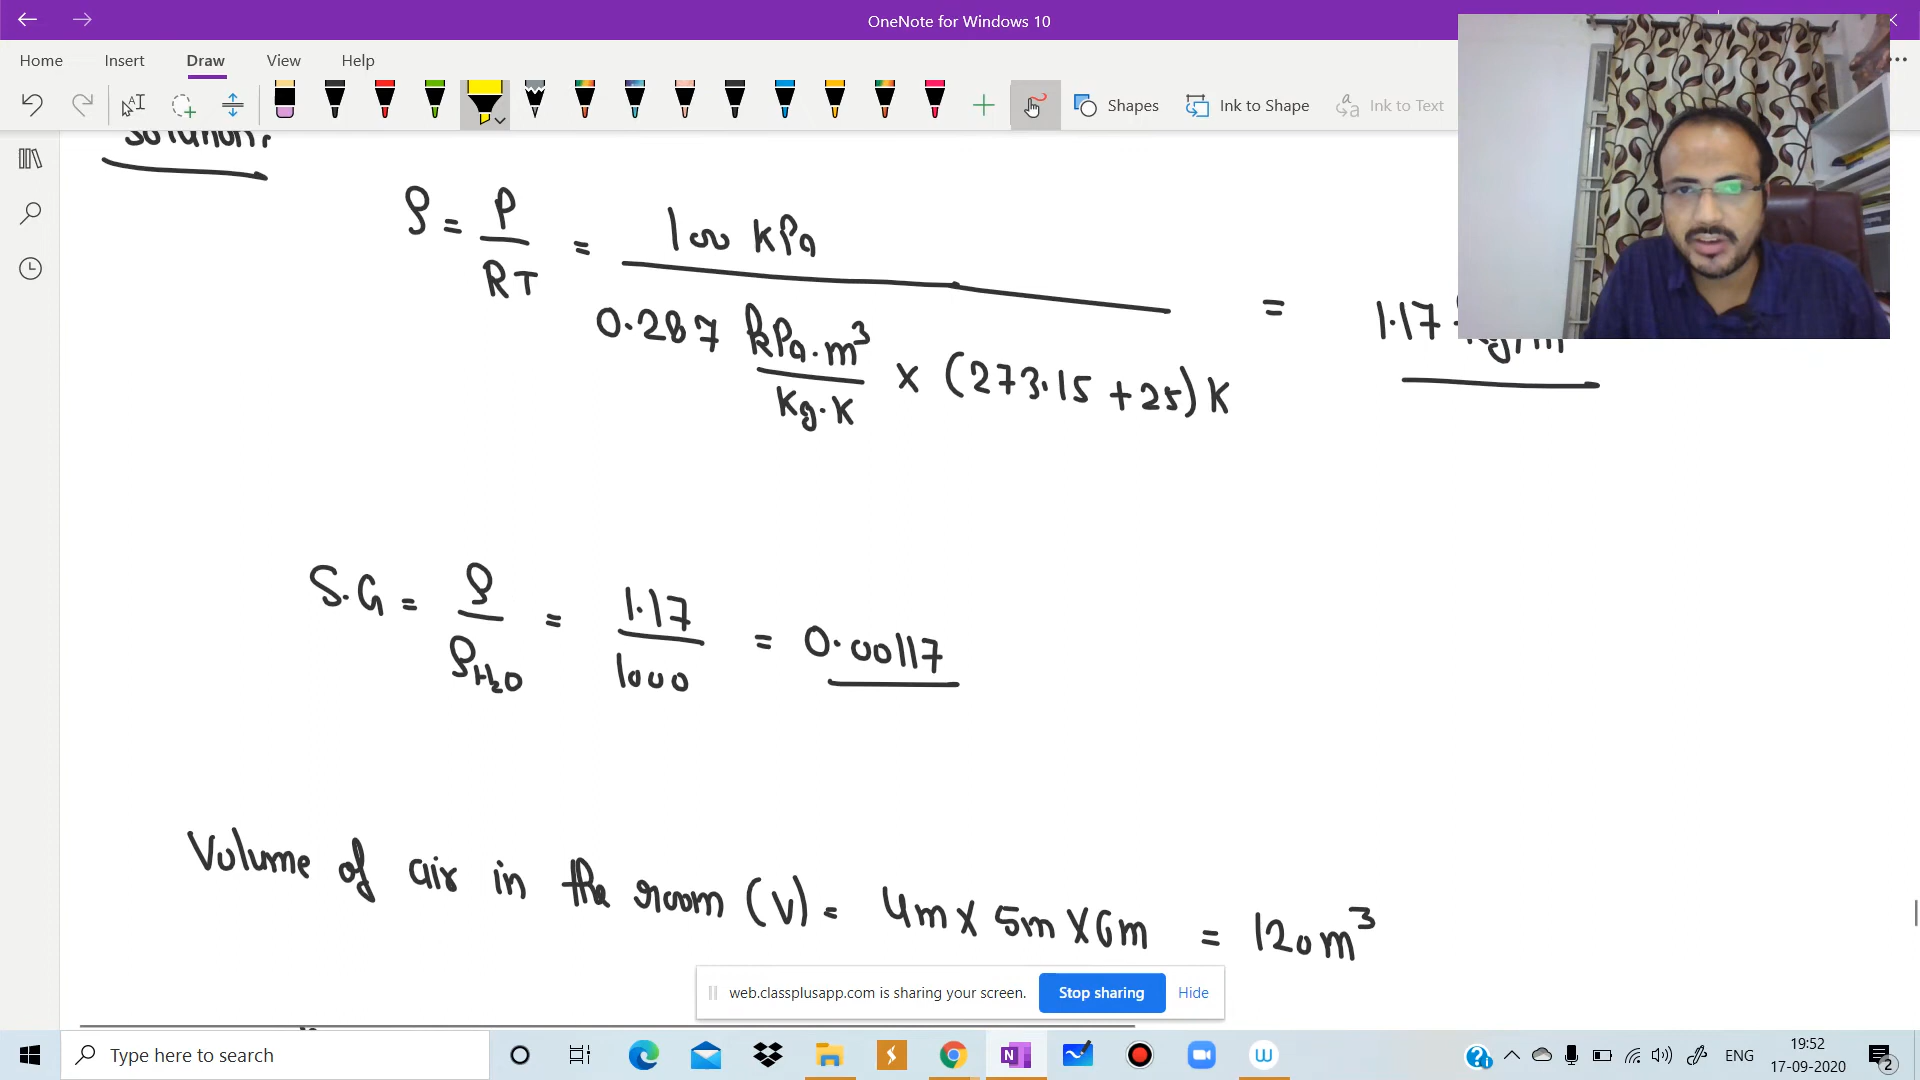 OneNote for Windows 10
Home Insert Draw View Help
Shapes Ink to Shape Ink to Text
Solution:
ρ = P / RT = 100 kPa / 0.287 kPa.m³ / kg.K × (273.15 + 25) K = 1.17 kg/m
S.G = ρ / ρH₂O = 1.17 / 1000 = 0.00117
Volume of air in the room (V) = 4m × 5m × 6m = 120 m³
web.classplusapp.com is sharing your screen. Stop sharing Hide
Type here to search
ENG
19:52
17-09-2020
2